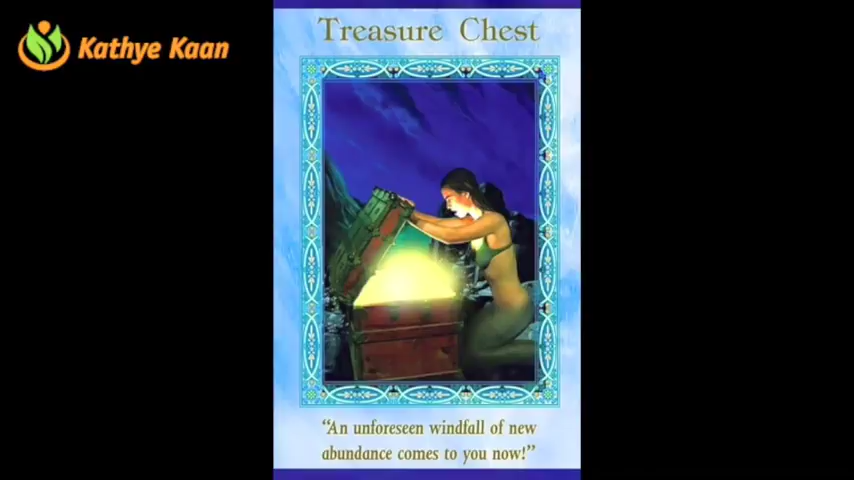 Kathye Kaan
Treasure Chest
“An unforeseen windfall of new
abundance comes to you now!”